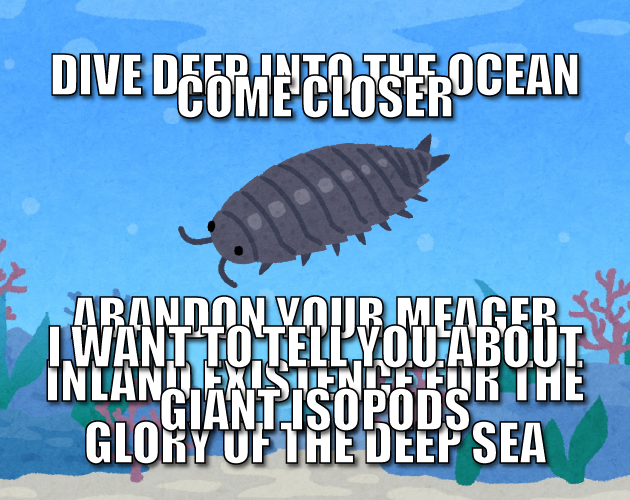 DIVE DEEP INTO THE OCEAN
COME CLOSER
ABANDON YOUR MEAGER
I WANT TO TELL YOU ABOUT
INLAND EXISTENCE FOR THE
GIANT ISOPODS
GLORY OF THE DEEP SEA